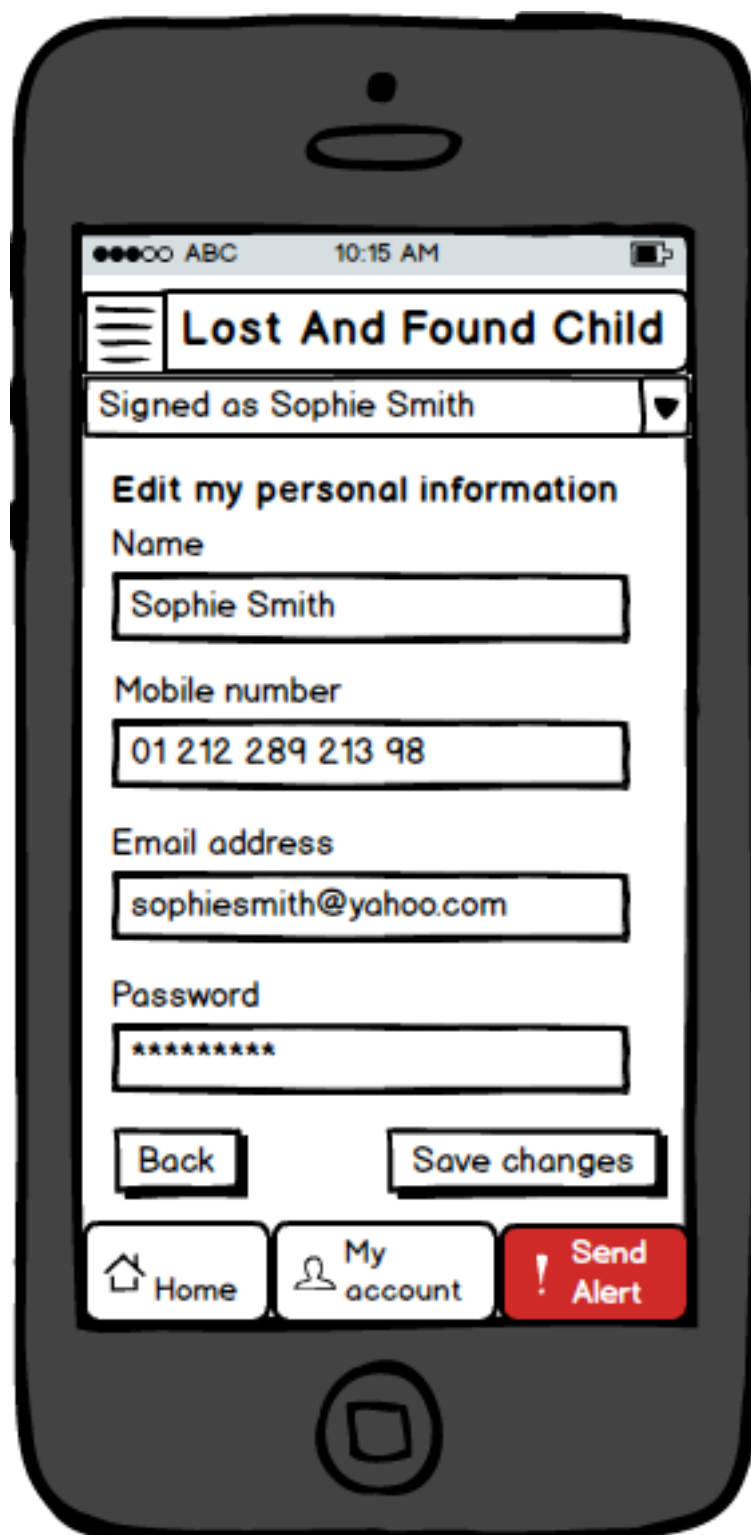 ABC 10:15 AM
Lost And Found Child
Signed as Sophie Smith
Edit my personal information
Name
Sophie Smith
Mobile number
01 212 289 213 98
Email address
sophiesmith@yahoo.com
Password
*********
Back Save changes
Home
My
account
! Send
Alert